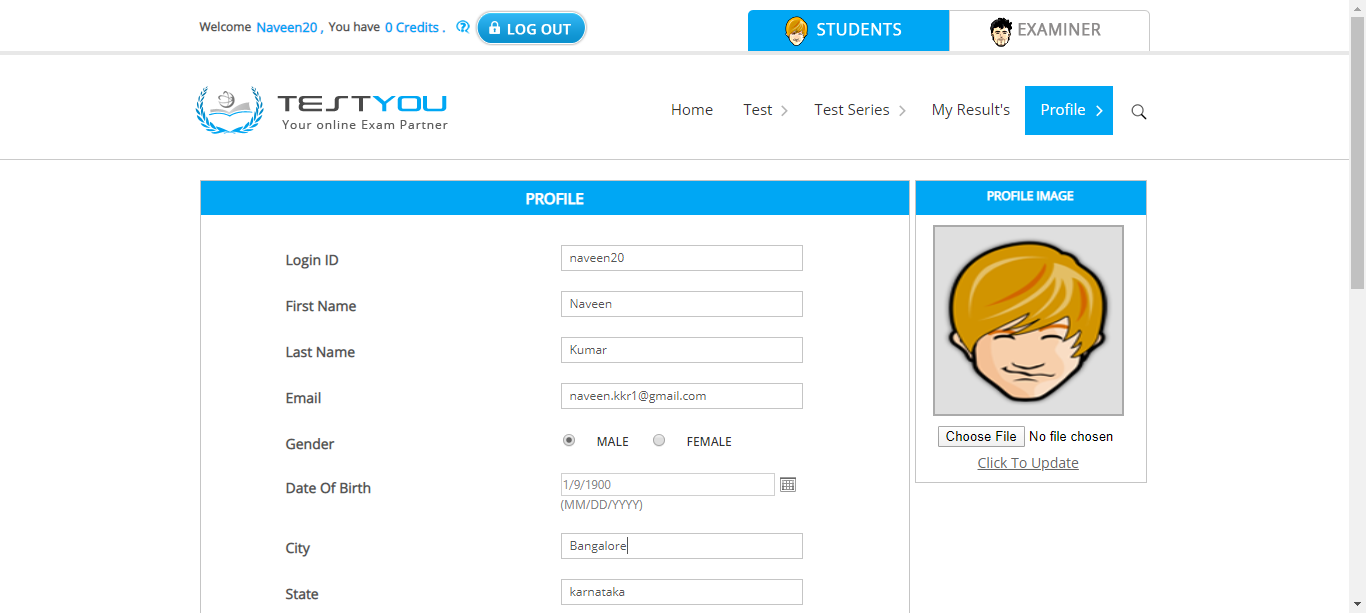 Welcome Naveen20 , You have 0 Credits . LOG OUT
STUDENTS
EXAMINER
TESTYOU
Your online Exam Partner
Home Test Test Series My Result's Profile
PROFILE
Login ID naveen20
First Name Naveen
Last Name Kumar
Email naveen.kkr1@gmail.com
Gender MALE FEMALE
Date Of Birth 1/9/1900
(MM/DD/YYYY)
City Bangalore
State karnataka
PROFILE IMAGE
Choose File No file chosen
Click To Update